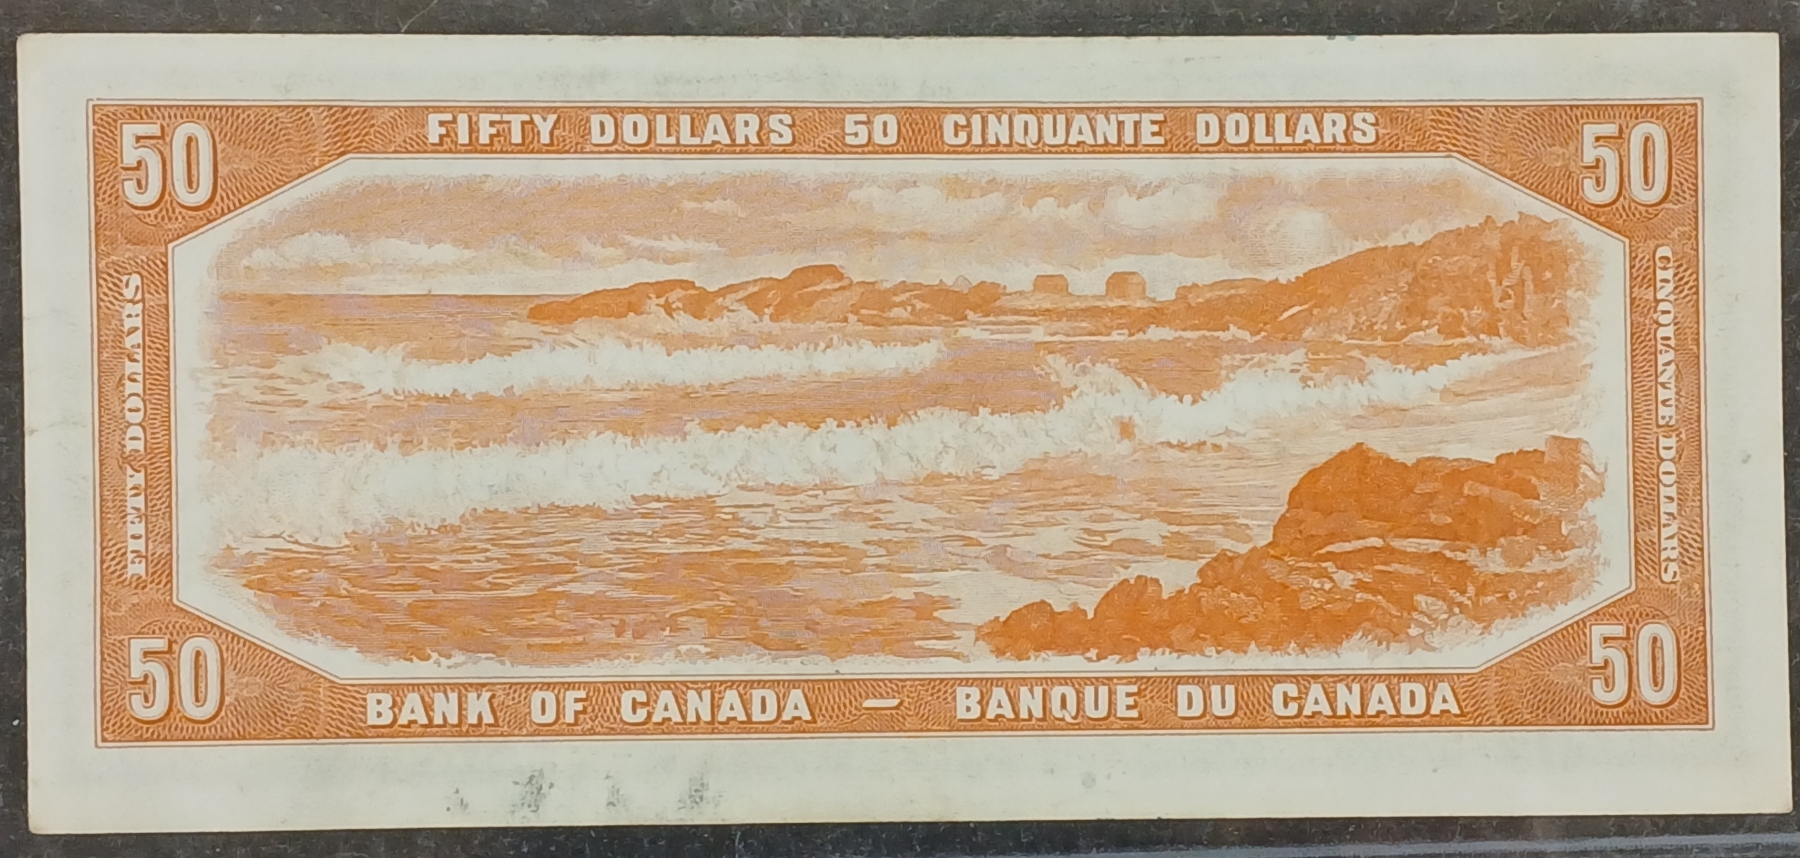 50 FIFTY DOLLARS 50 CINQUANTE DOLLARS 50
FIFTY DOLLARS
CINQUANTE DOLLARS
50 BANK OF CANADA — BANQUE DU CANADA 50